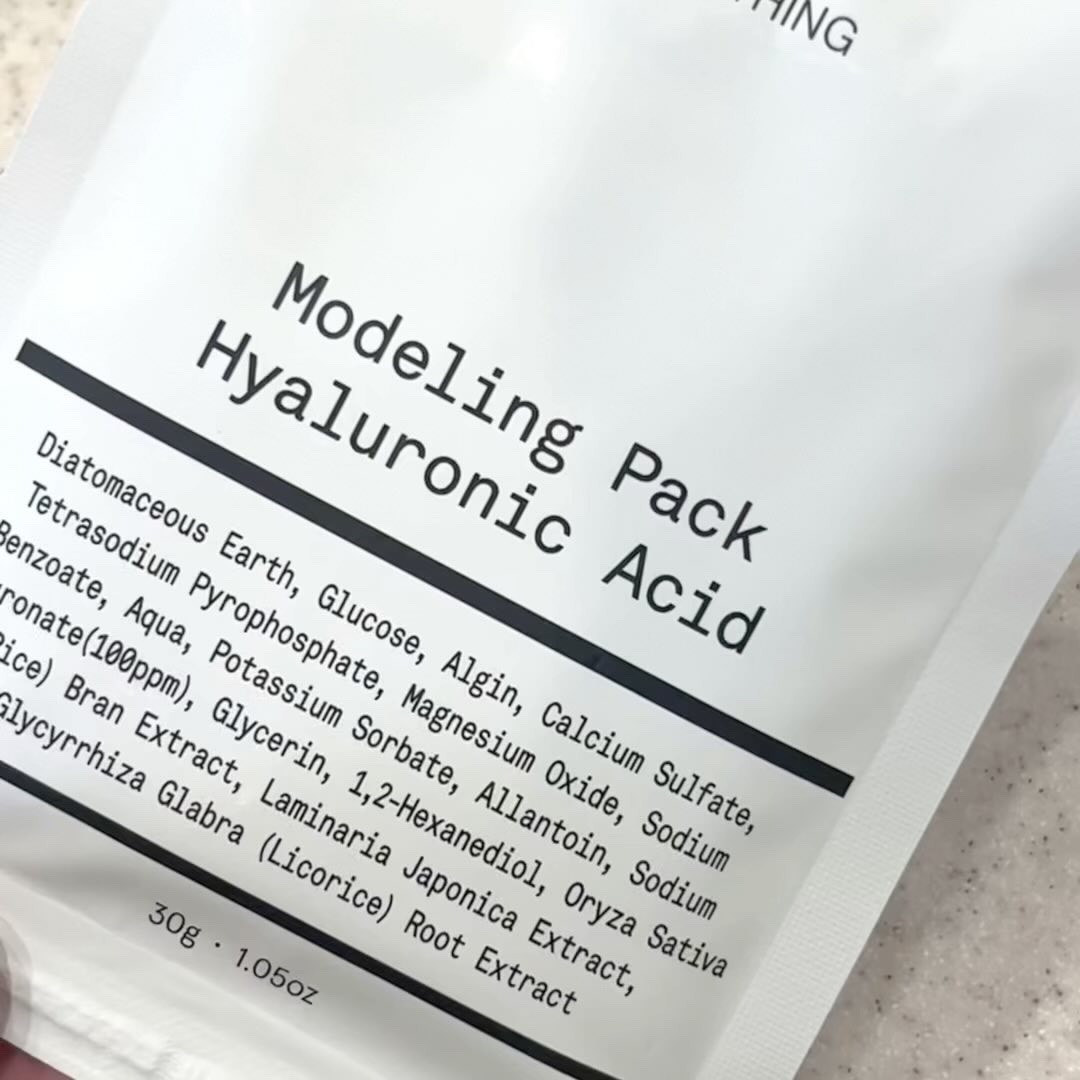 THING
Modeling Pack
Hyaluronic Acid
Diatomaceous Earth, Glucose, Algin, Calcium Sulfate,
Tetrasodium Pyrophosphate, Magnesium Oxide, Sodium
Benzoate, Aqua, Potassium Sorbate, Allantoin, Sodium
ronate(100ppm), Glycerin, 1,2-Hexanediol, Oryza Sativa
ice) Bran Extract, Laminaria Japonica Extract,
Glycyrrhiza Glabra (Licorice) Root Extract
30g · 1.05oz